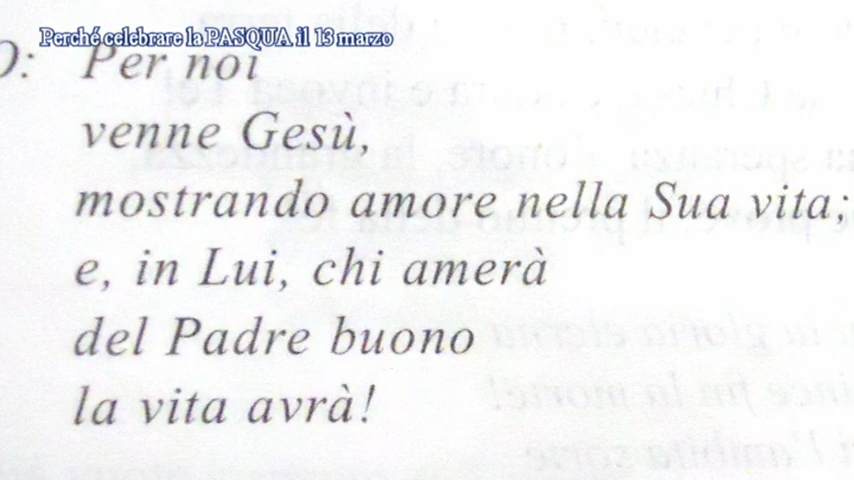 Perché celebrare la PASQUA il 13 marzo
O: Per noi
venne Gesù,
mostrando amore nella Sua vita;
e, in Lui, chi amerà
del Padre buono
la vita avrà!